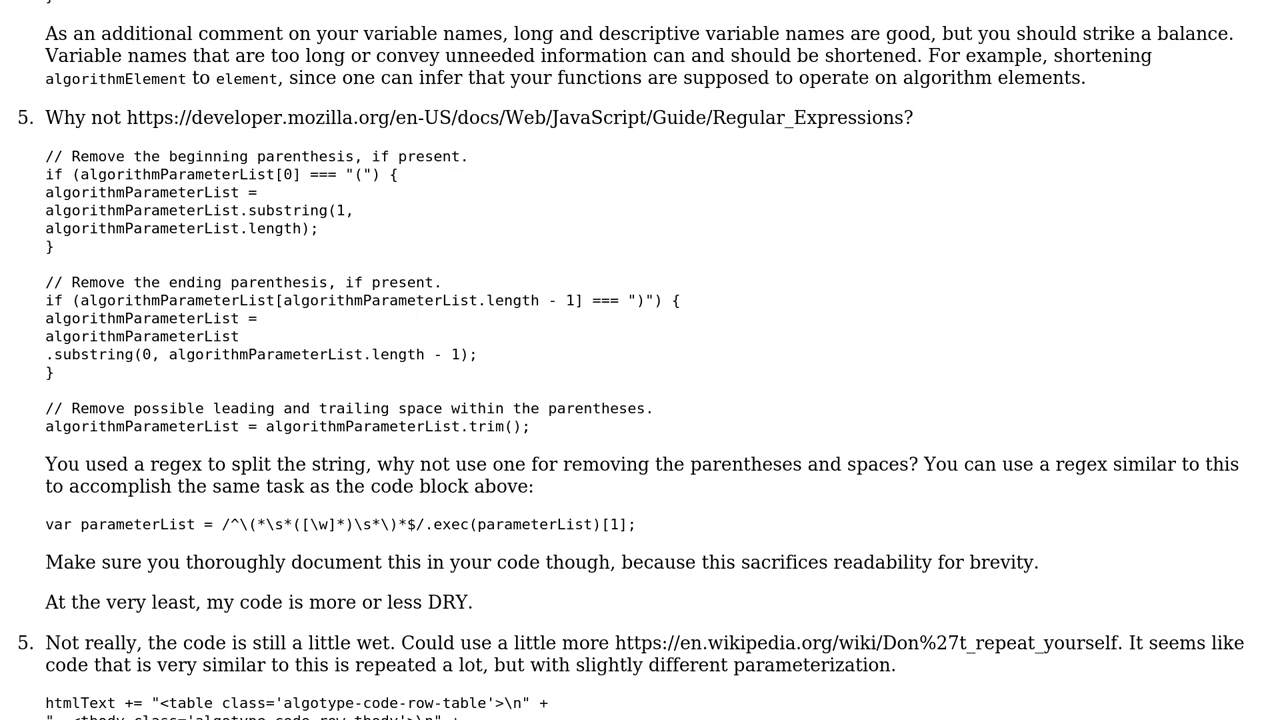 As an additional comment on your variable names, long and descriptive variable names are good, but you should strike a balance.
Variable names that are too long or convey unneeded information can and should be shortened. For example, shortening
algorithmElement to element, since one can infer that your functions are supposed to operate on algorithm elements.
5. Why not https://developer.mozilla.org/en-US/docs/Web/JavaScript/Guide/Regular_Expressions?
// Remove the beginning parenthesis, if present.
if (algorithmParameterList[0] === "(") {
algorithmParameterList =
algorithmParameterList.substring(1,
algorithmParameterList.length);
}
// Remove the ending parenthesis, if present.
if (algorithmParameterList[algorithmParameterList.length - 1] === ")") {
algorithmParameterList =
algorithmParameterList
.substring(0, algorithmParameterList.length - 1);
}
// Remove possible leading and trailing space within the parentheses.
algorithmParameterList = algorithmParameterList.trim();
You used a regex to split the string, why not use one for removing the parentheses and spaces? You can use a regex similar to this
to accomplish the same task as the code block above:
var parameterList = /^\(*\s*([\w]*)\s*\)*$/.exec(parameterList)[1];
Make sure you thoroughly document this in your code though, because this sacrifices readability for brevity.
At the very least, my code is more or less DRY.
5. Not really, the code is still a little wet. Could use a little more https://en.wikipedia.org/wiki/Don%27t_repeat_yourself. It seems like
code that is very similar to this is repeated a lot, but with slightly different parameterization.
htmlText += "<table class='algotype-code-row-table'>\n" +